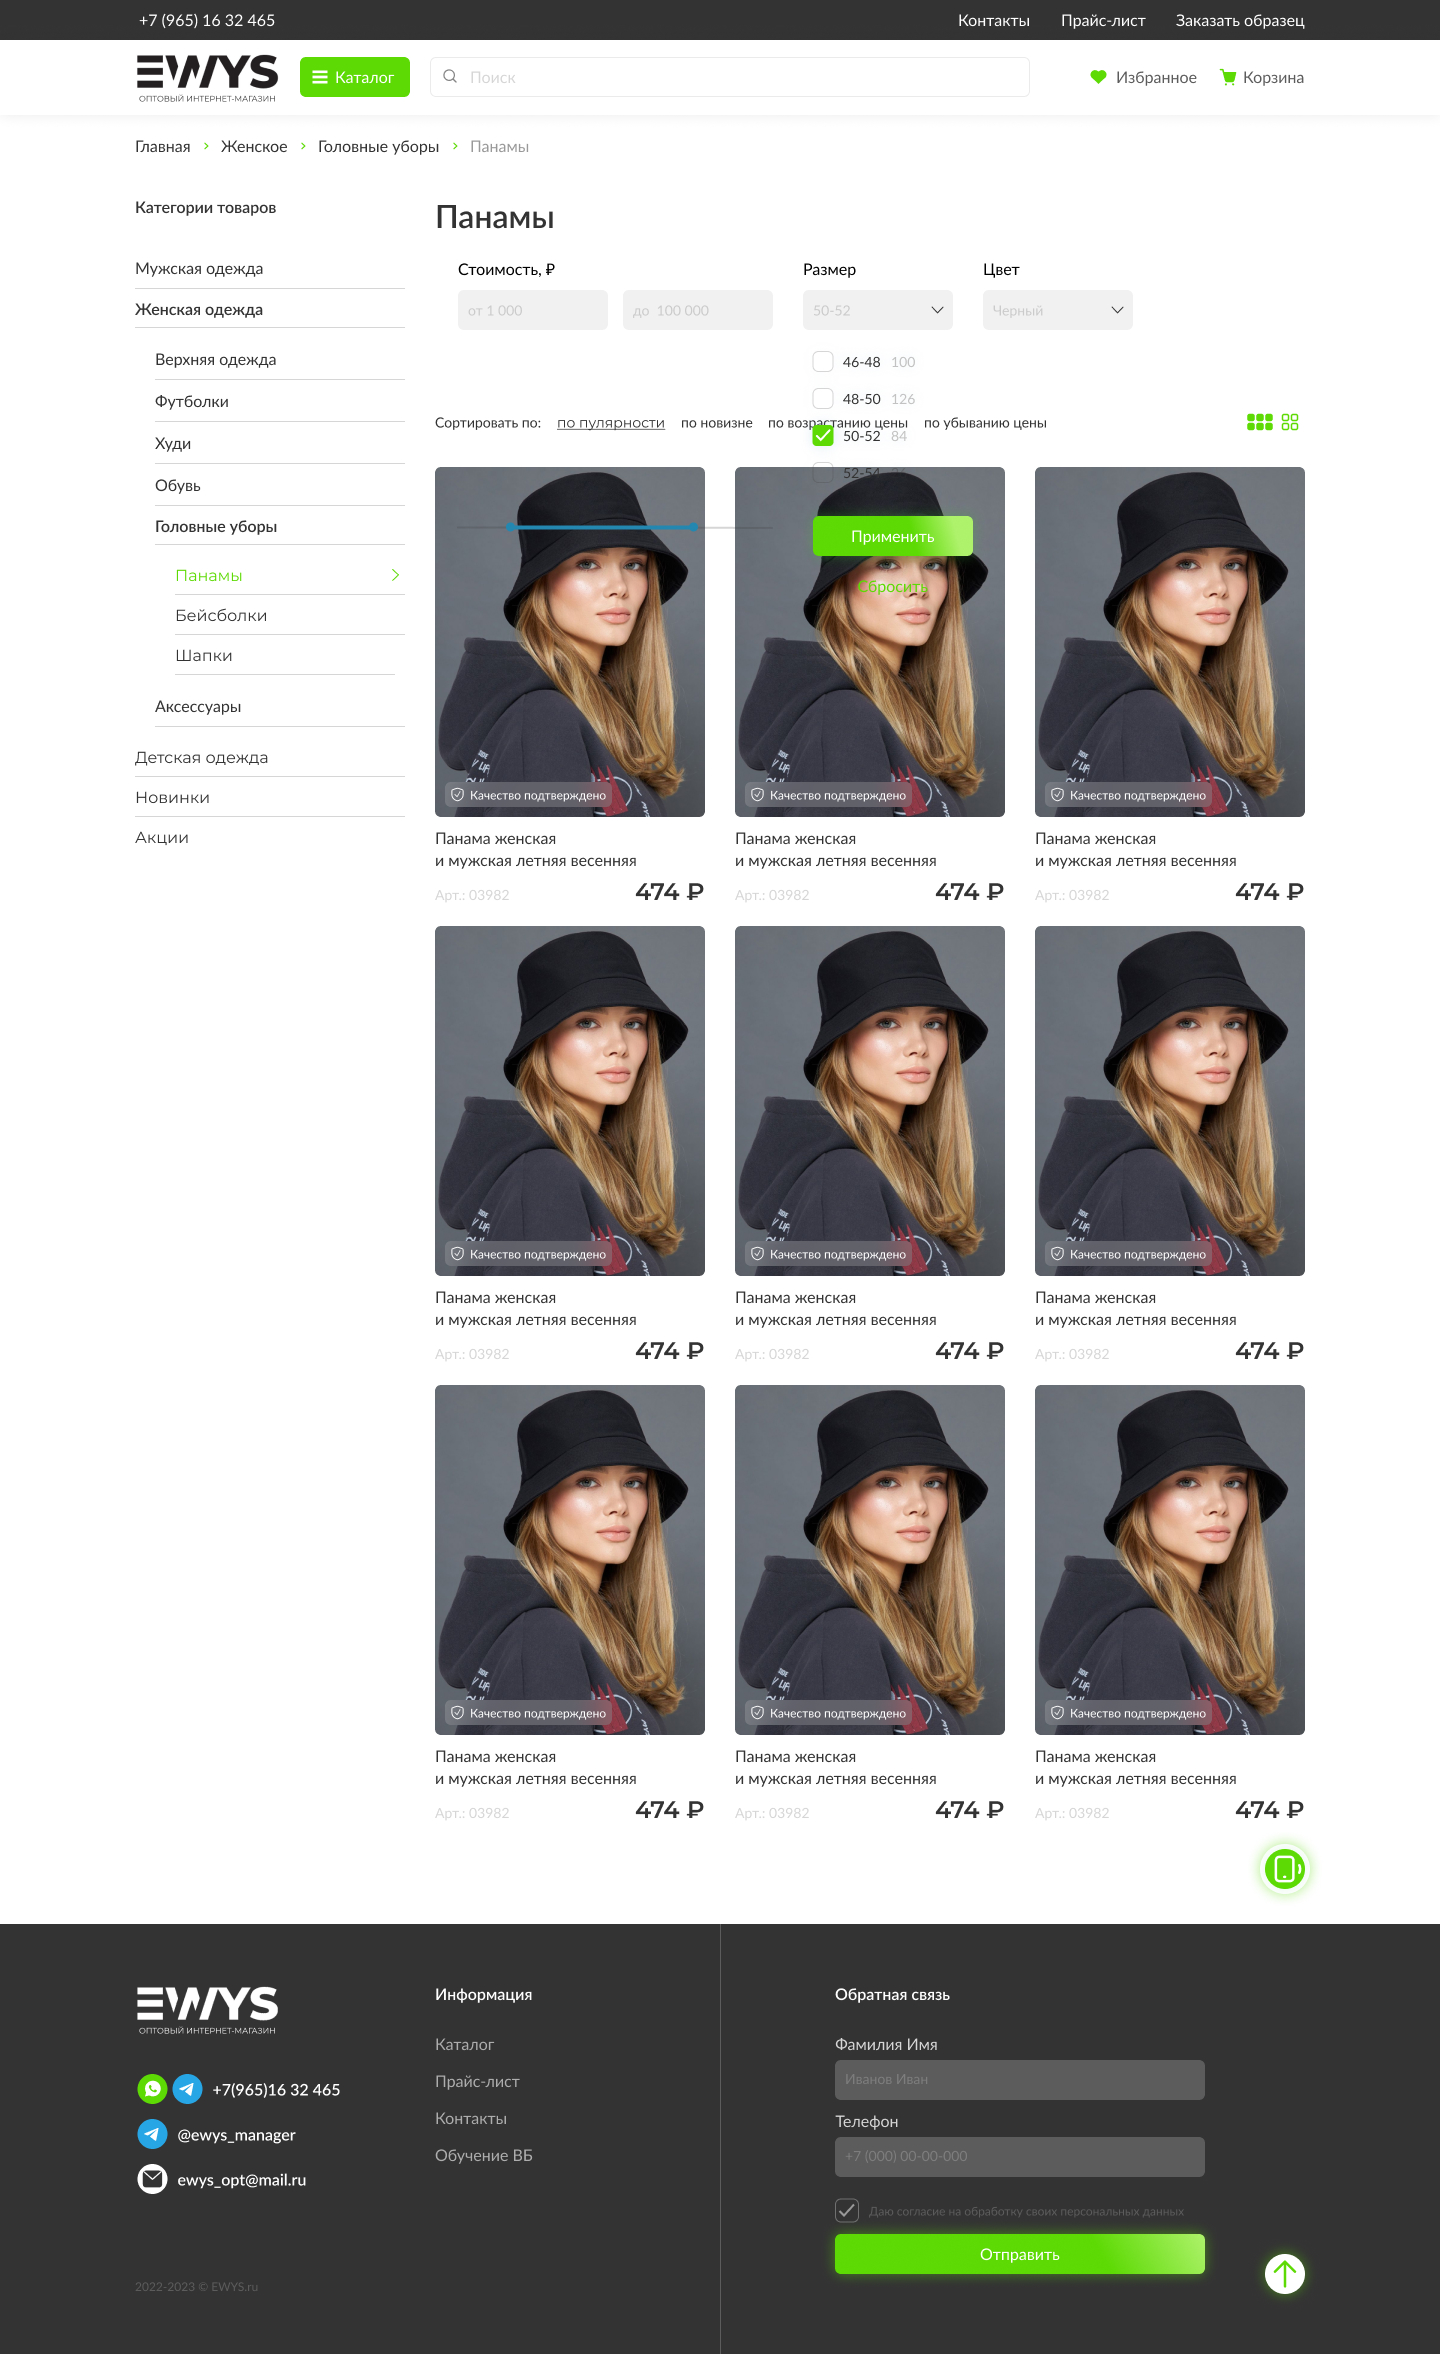 +7 (965) 16 32 465
Контакты
Прайс-лист
Заказать образец
EWYS
ОПТОВЫЙ ИНТЕРНЕТ-МАГАЗИН
Каталог
Поиск
Избранное
Корзина
Главная
Женское
Головные уборы
Панамы
Категории товаров
Мужская одежда
Женская одежда
Верхняя одежда
Футболки
Худи
Обувь
Головные уборы
Панамы
Бейсболки
Шапки
Аксессуары
Детская одежда
Новинки
Акции
Панамы
Стоимость, ₽
от 1 000
до 100 000
Размер
50-52
Цвет
Черный
46-48 100
48-50 126
50-52 84
52-54
Применить
Сбросить
Сортировать по:
по пулярности
по новизне
по возрастанию цены
по убыванию цены
Качество подтверждено
Панама женская
и мужская летняя весенняя
Арт.: 03982
474 ₽
Качество подтверждено
Панама женская
и мужская летняя весенняя
Арт.: 03982
474 ₽
Качество подтверждено
Панама женская
и мужская летняя весенняя
Арт.: 03982
474 ₽
Качество подтверждено
Панама женская
и мужская летняя весенняя
Арт.: 03982
474 ₽
Качество подтверждено
Панама женская
и мужская летняя весенняя
Арт.: 03982
474 ₽
Качество подтверждено
Панама женская
и мужская летняя весенняя
Арт.: 03982
474 ₽
Качество подтверждено
Панама женская
и мужская летняя весенняя
Арт.: 03982
474 ₽
Качество подтверждено
Панама женская
и мужская летняя весенняя
Арт.: 03982
474 ₽
Качество подтверждено
Панама женская
и мужская летняя весенняя
Арт.: 03982
474 ₽
EWYS
ОПТОВЫЙ ИНТЕРНЕТ-МАГАЗИН
+7(965)16 32 465
@ewys_manager
ewys_opt@mail.ru
2022-2023 © EWYS.ru
Информация
Каталог
Прайс-лист
Контакты
Обучение ВБ
Обратная связь
Фамилия Имя
Иванов Иван
Телефон
+7 (000) 00-00-000
Даю согласие на обработку своих персональных данных
Отправить